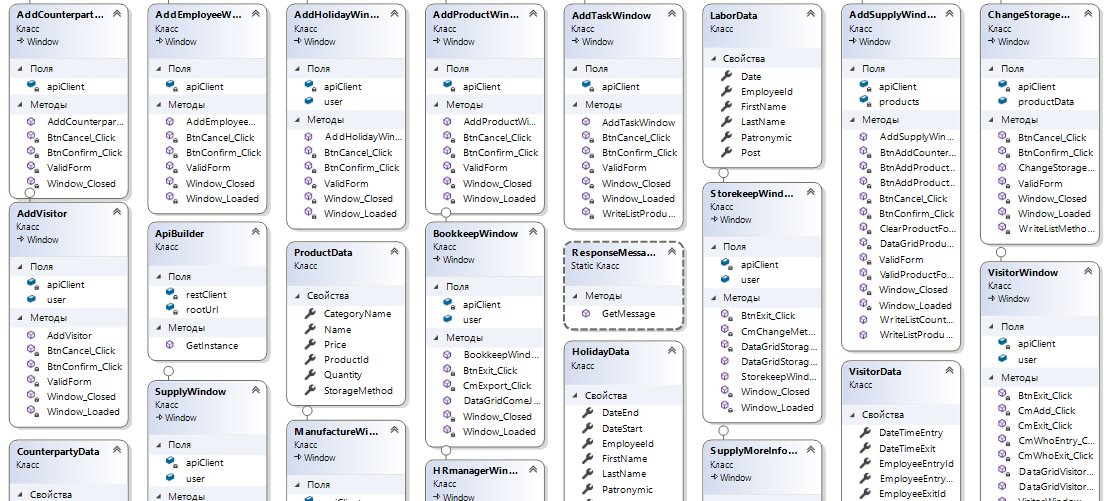 AddCounterpart...
Класс
Window
Поля
apiClient
Методы
AddCounterpar...
BtnCancel_Click
BtnConfirm_Click
ValidForm
Window_Closed
AddVisitor
Класс
Window
Поля
apiClient
user
Методы
AddVisitor
BtnCancel_Click
BtnConfirm_Click
ValidForm
Window_Closed
Window_Loaded
CounterpartyData
Класс
Свойства
AddEmployeeW...
Класс
Window
Поля
apiClient
Методы
AddEmployee...
BtnCancel_Click
BtnConfirm_Click
ValidForm
Window_Closed
Window_Loaded
ApiBuilder
Класс
Поля
restClient
rootUrl
Методы
GetInstance
SupplyWindow
Класс
Window
Поля
apiClient
user
Методы
AddHolidayWin...
Класс
Window
Поля
apiClient
user
Методы
AddHolidayWin...
BtnCancel_Click
BtnConfirm_Click
ValidForm
Window_Closed
Window_Loaded
ProductData
Класс
Свойства
CategoryName
Name
Price
ProductId
Quantity
StorageMethod
ManufactureWi...
Класс
Window
Поля
apiClient
AddProductWin...
Класс
Window
Поля
apiClient
Методы
AddProductWi...
BtnCancel_Click
BtnConfirm_Click
ValidForm
Window_Closed
Window_Loaded
BookkeepWindow
Класс
Window
Поля
apiClient
user
Методы
BookkeepWind...
BtnExit_Click
CmExport_Click
DataGridComeJ...
Window_Closed
Window_Loaded
HRmanagerWin...
Класс
Window
AddTaskWindow
Класс
Window
Поля
apiClient
Методы
AddTaskWindow
BtnCancel_Click
BtnConfirm_Click
ValidForm
Window_Closed
Window_Loaded
WriteListProdu...
ResponseMessa...
Static Класс
Методы
GetMessage
HolidayData
Класс
Свойства
DateEnd
DateStart
EmployeeId
FirstName
LastName
Patronymic
LaborData
Класс
Свойства
Date
EmployeeId
FirstName
LastName
Patronymic
Post
StorekeepWind...
Класс
Window
Поля
apiClient
user
Методы
BtnExit_Click
CmChangeMet...
DataGridStorag...
DataGridStorag...
StorekeepWind...
Window_Closed
Window_Loaded
SupplyMoreInfo...
Класс
Window
AddSupplyWind...
Класс
Window
Поля
apiClient
products
Методы
AddSupplyWin...
BtnAddCounter...
BtnAddProduct...
BtnAddProduct...
BtnCancel_Click
BtnConfirm_Click
ClearProductFo...
DataGridProdu...
ValidForm
ValidProductFo...
Window_Closed
Window_Loaded
WriteListCount...
WriteListProdu...
VisitorData
Класс
Свойства
DateTimeEntry
DateTimeExit
EmployeeEntryId
EmployeeEntry...
EmployeeExitId
ChangeStorage...
Класс
Window
Поля
apiClient
productData
Методы
BtnCancel_Click
BtnConfirm_Click
ChangeStorage...
ValidForm
Window_Closed
Window_Loaded
WriteListMetho...
VisitorWindow
Класс
Window
Поля
apiClient
user
Методы
BtnExit_Click
CmAdd_Click
CmExit_Click
CmWhoEntry_C...
CmWhoExit_Click
DataGridVisitor...
DataGridVisitor...